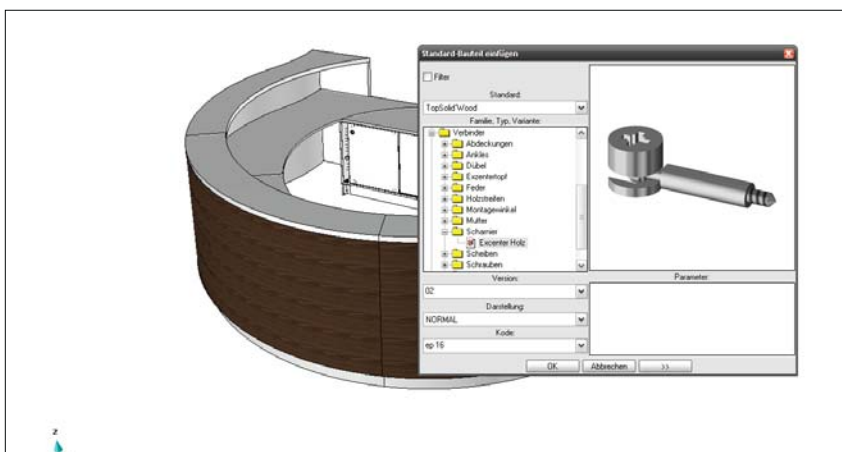 Standard-Bauteil einfügen
Filter
Standard:
TopSolid'Wood
Familie, Typ, Variante:
Verbinder
Abdeckungen
Ankles
Dübel
Exzentertopf
Feder
Holzstreifen
Montagewinkel
Muffer
Scharnier
Excenter Holz
Scheiben
Schrauben
Version:
02
Darstellung:
NORMAL
Kode:
ep 16
Parameter:
OK
Abbrechen
>>
z